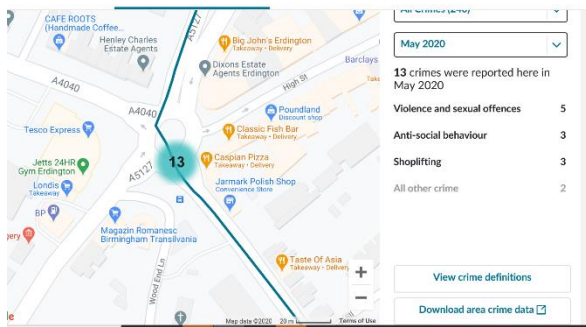 CAFE ROOTS
(Handmade Coffee...
Henley Charles
Estate Agents
A5127
Big John's Erdington
Takeaway • Delivery
Dixons Estate
Agents Erdington
Barclays
High St
A4040
A4040
Poundland
Discount shop
Tesco Express
Classic Fish Bar
Takeaway • Delivery
13
Caspian Pizza
Takeaway • Delivery
Jetts 24HR
Gym Erdington
A5127
Londis
Takeaway
Jarmark Polish Shop
Convenience Store
BP
Magazin Romanesc
Birmingham Transilvania
Taste Of Asia
Takeaway • Delivery
Wood End Ln
+
−
Map data ©2020
20 m
Terms of Use
All Crimes (240)
May 2020
13 crimes were reported here in
May 2020
Violence and sexual offences 5
Anti-social behaviour 3
Shoplifting 3
All other crime 2
View crime definitions
Download area crime data